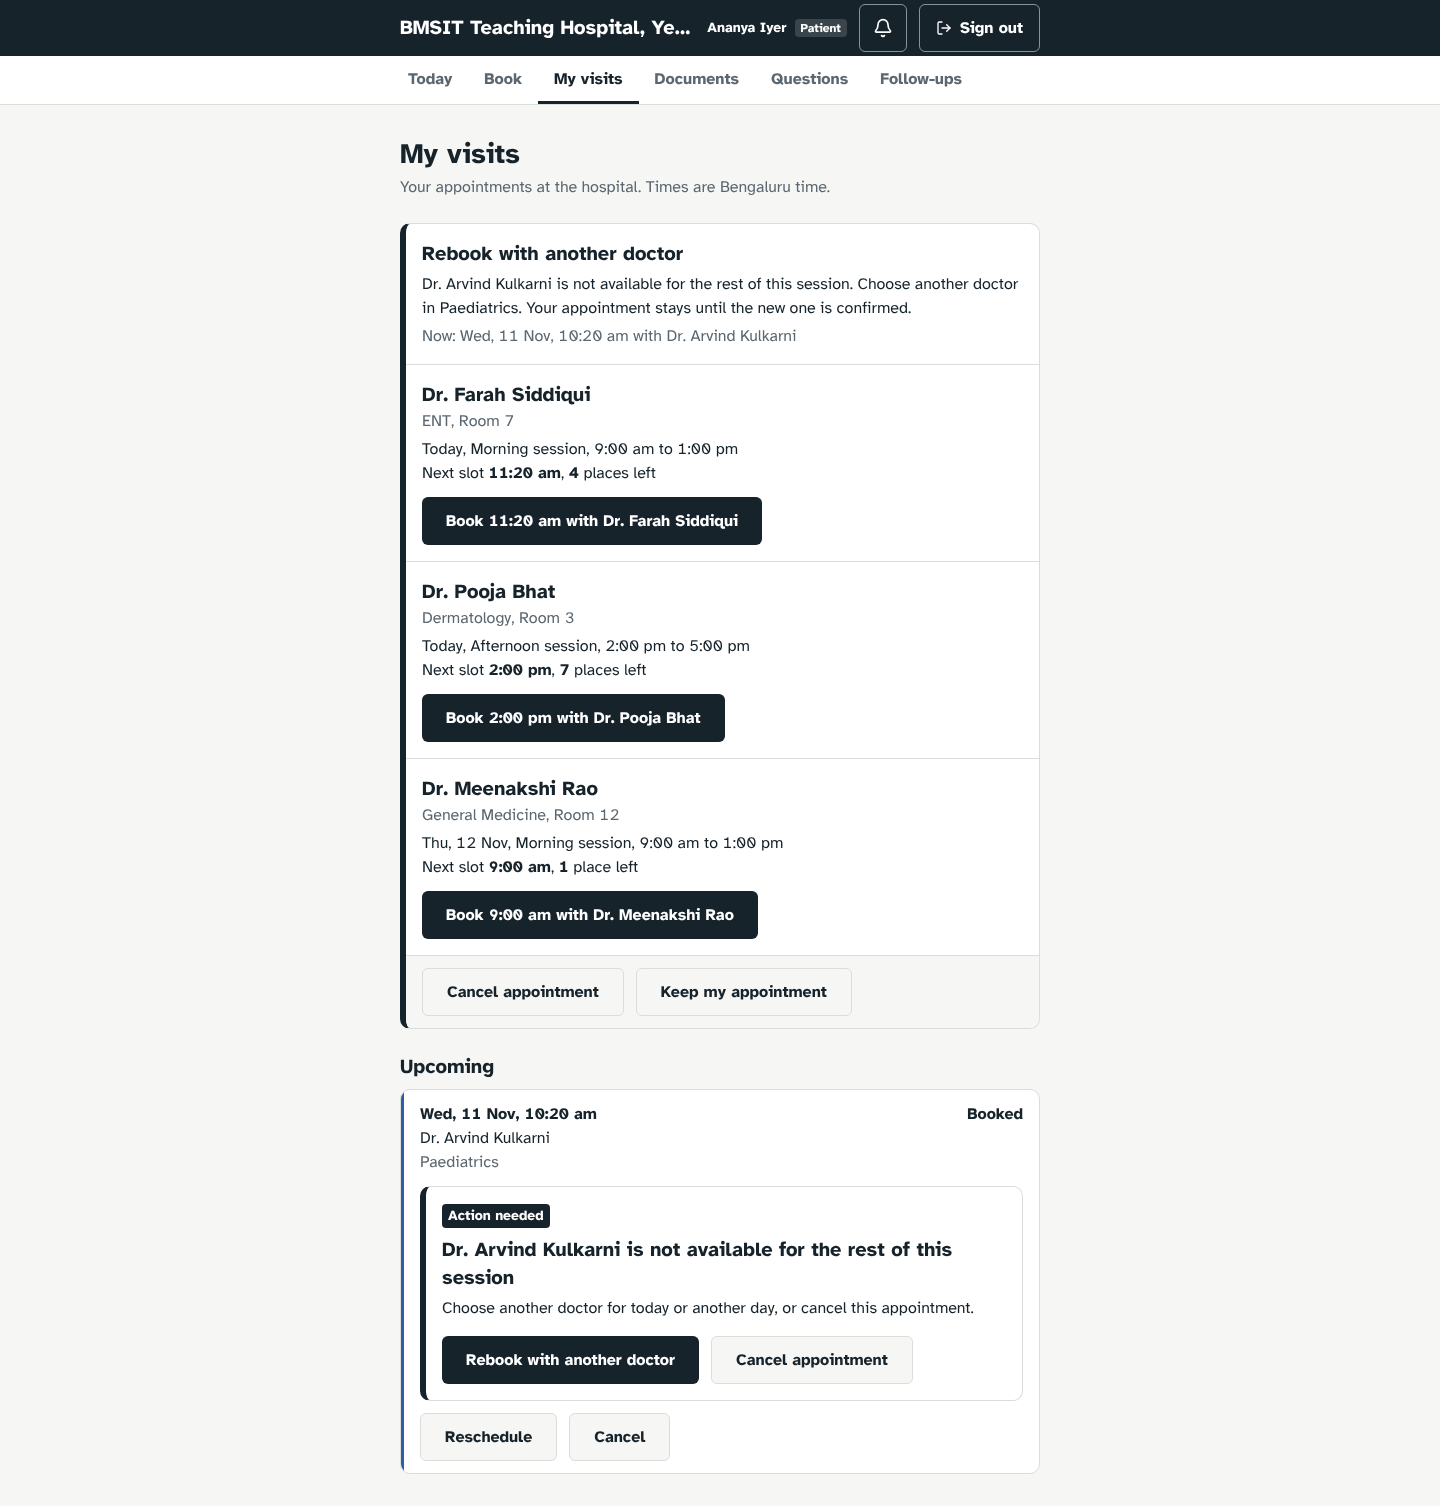 BMSIT Teaching Hospital, Ye...
Ananya Iyer
Patient
Sign out
Today
Book
My visits
Documents
Questions
Follow-ups
My visits
Your appointments at the hospital. Times are Bengaluru time.
Rebook with another doctor
Dr. Arvind Kulkarni is not available for the rest of this session. Choose another doctor
in Paediatrics. Your appointment stays until the new one is confirmed.
Now: Wed, 11 Nov, 10:20 am with Dr. Arvind Kulkarni
Dr. Farah Siddiqui
ENT, Room 7
Today, Morning session, 9:00 am to 1:00 pm
Next slot 11:20 am, 4 places left
Book 11:20 am with Dr. Farah Siddiqui
Dr. Pooja Bhat
Dermatology, Room 3
Today, Afternoon session, 2:00 pm to 5:00 pm
Next slot 2:00 pm, 7 places left
Book 2:00 pm with Dr. Pooja Bhat
Dr. Meenakshi Rao
General Medicine, Room 12
Thu, 12 Nov, Morning session, 9:00 am to 1:00 pm
Next slot 9:00 am, 1 place left
Book 9:00 am with Dr. Meenakshi Rao
Cancel appointment
Keep my appointment
Upcoming
Wed, 11 Nov, 10:20 am
Booked
Dr. Arvind Kulkarni
Paediatrics
Action needed
Dr. Arvind Kulkarni is not available for the rest of this
session
Choose another doctor for today or another day, or cancel this appointment.
Rebook with another doctor
Cancel appointment
Reschedule
Cancel